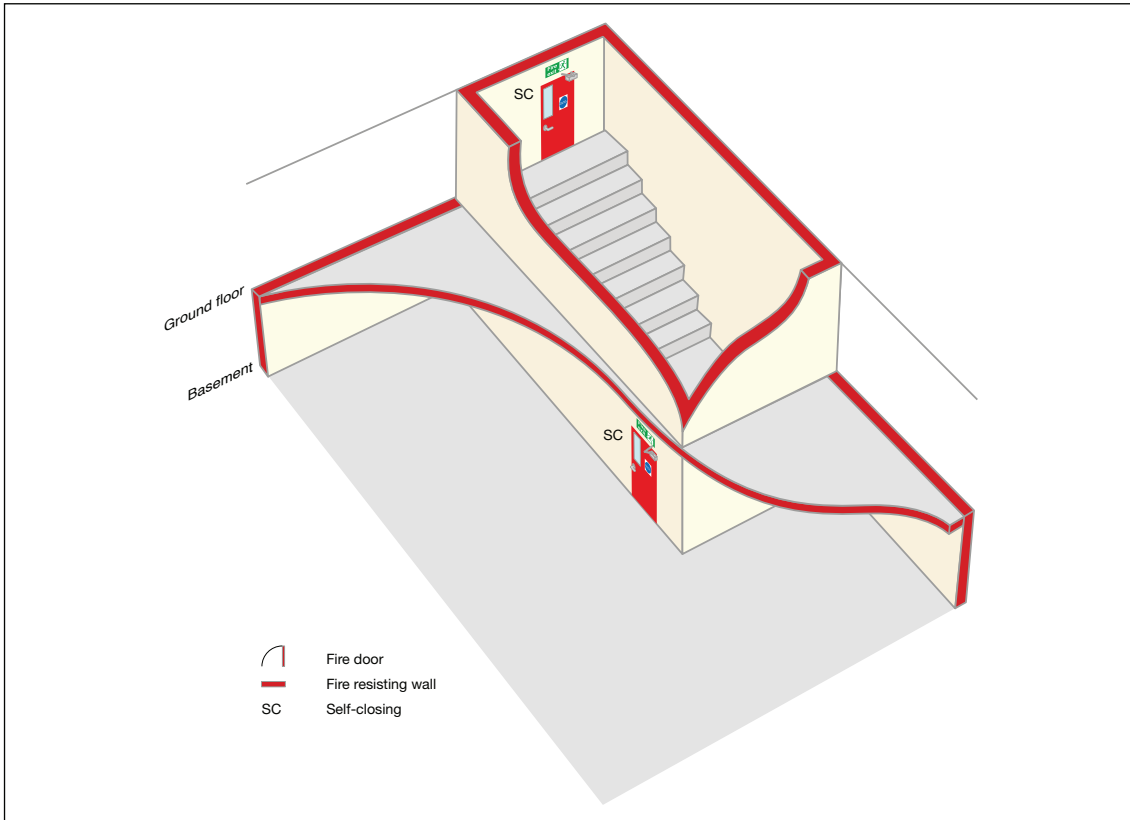 SC
Ground floor
Basement
SC
Fire door
Fire resisting wall
SC Self-closing